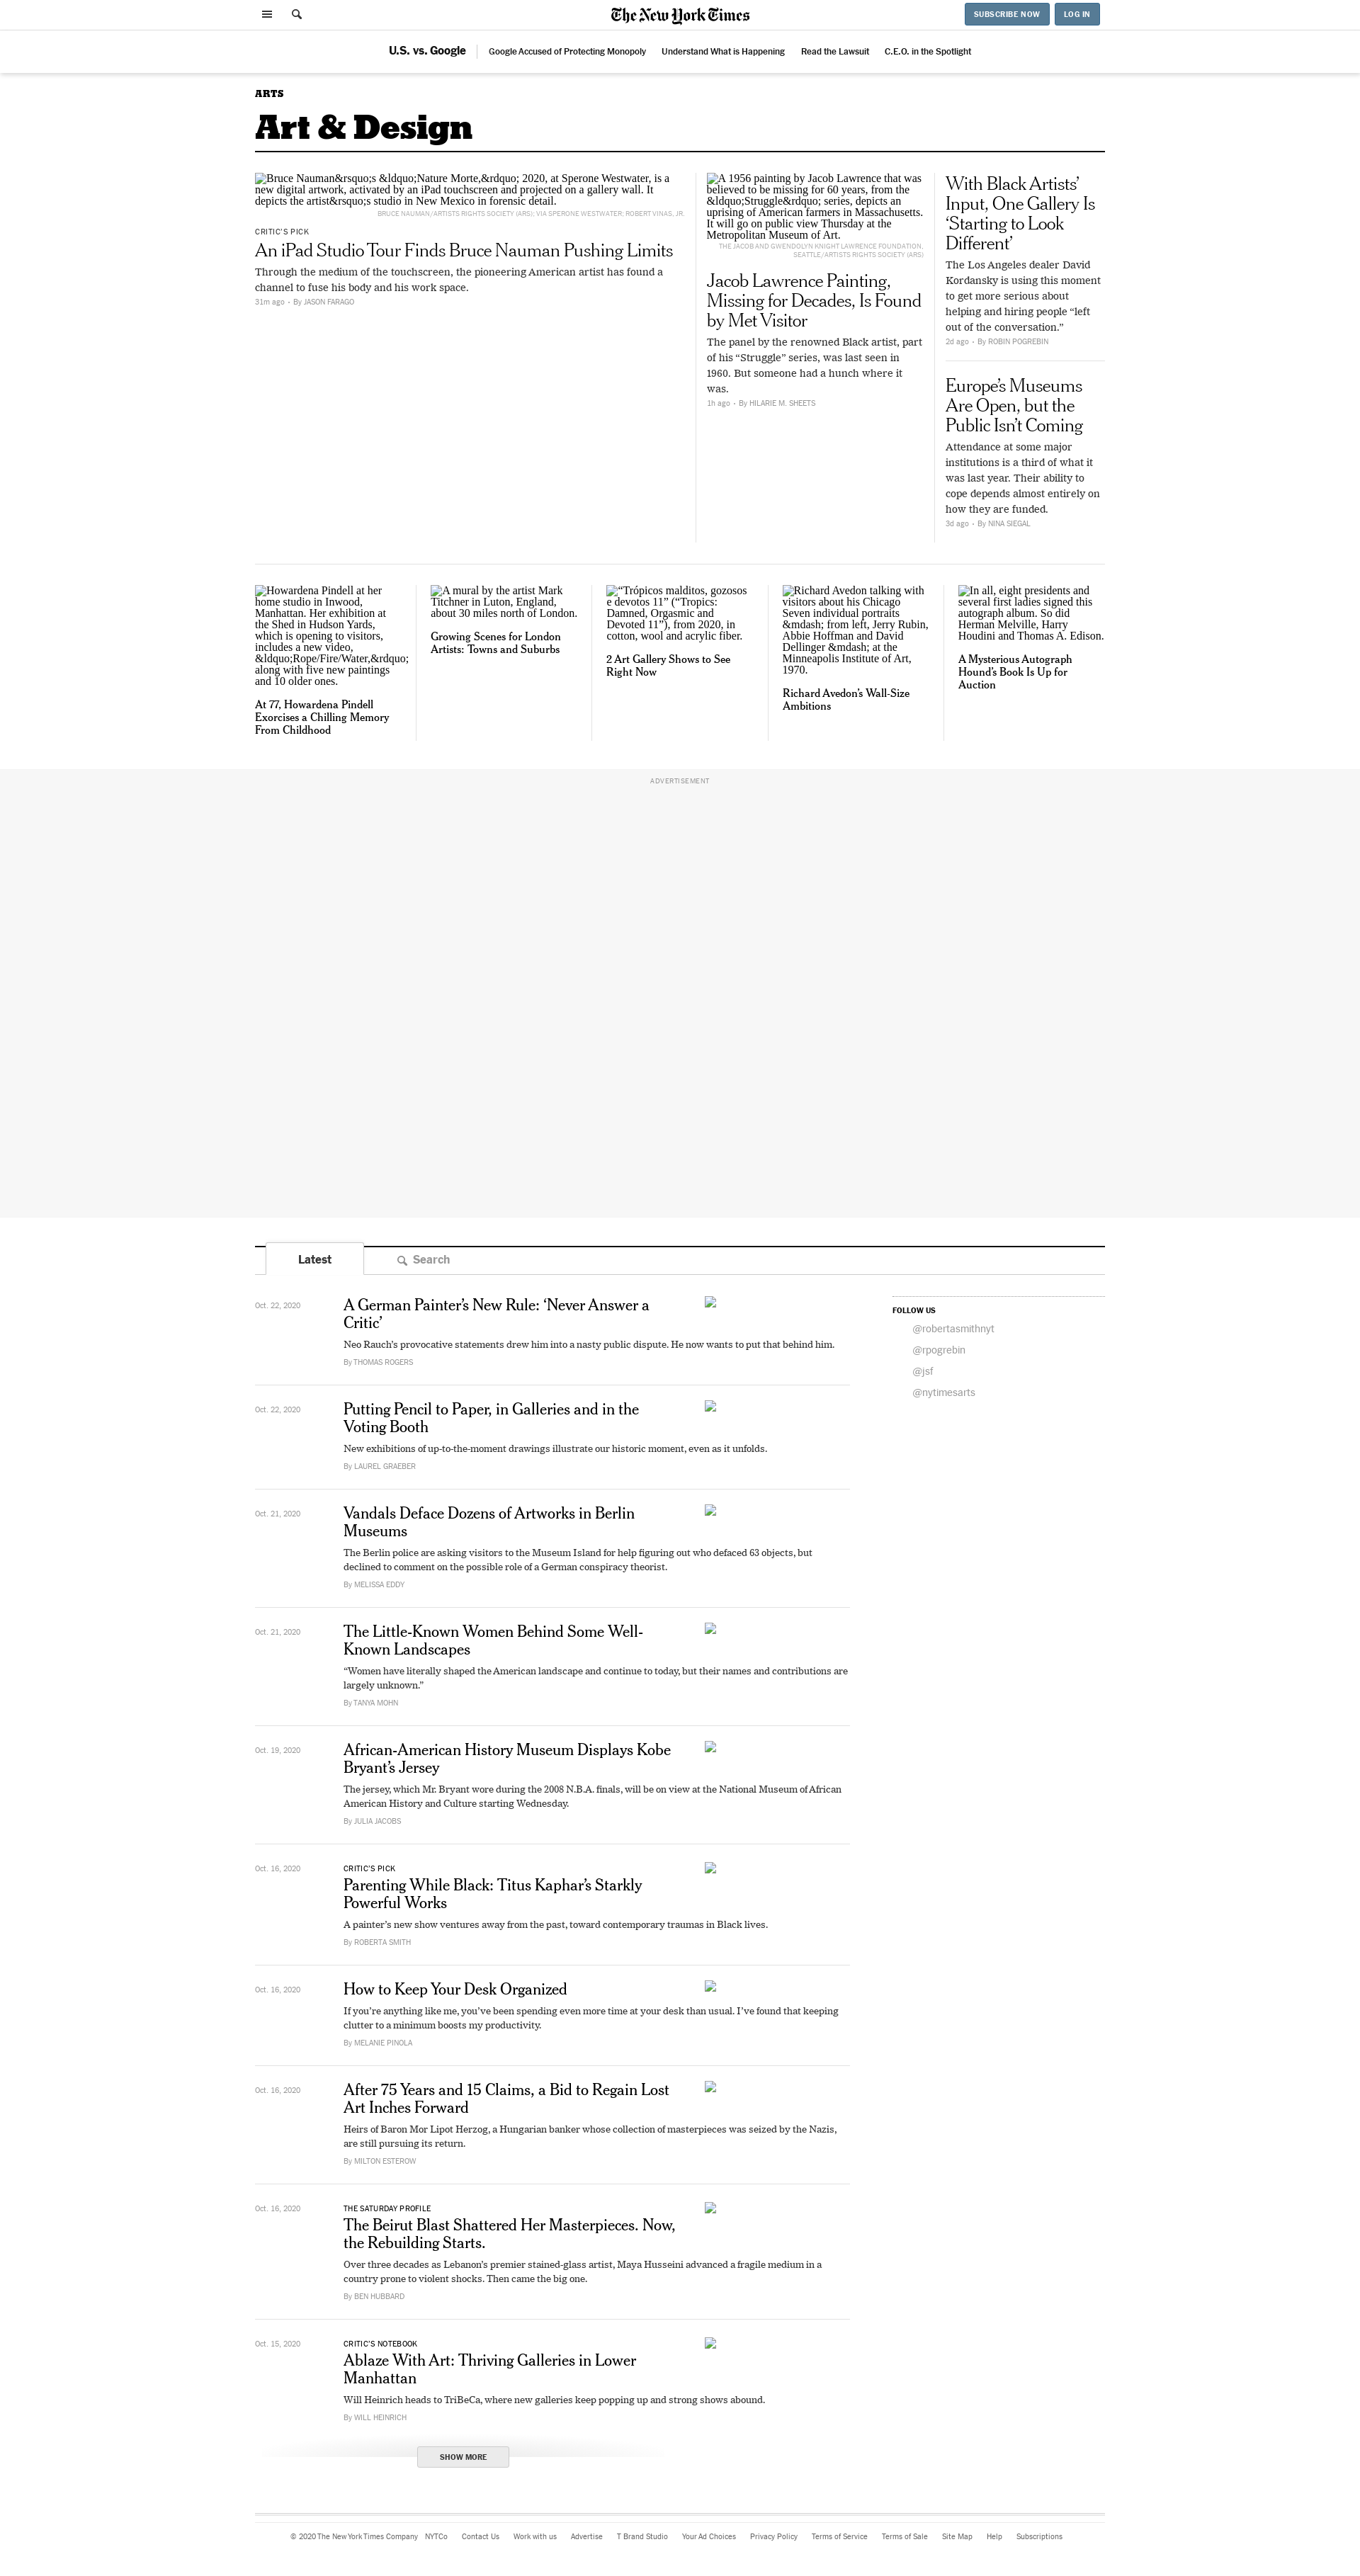 The New York Times
SUBSCRIBE NOW
LOG IN
U.S. vs. Google
Google Accused of Protecting Monopoly
Understand What is Happening
Read the Lawsuit
C.E.O. in the Spotlight
ARTS
Art & Design
Bruce Nauman&rsquo;s &ldquo;Nature Morte,&rdquo; 2020, at Sperone Westwater, is a
new digital artwork, activated by an iPad touchscreen and projected on a gallery wall. It
depicts the artist&rsquo;s studio in New Mexico in forensic detail.
BRUCE NAUMAN/ARTISTS RIGHTS SOCIETY (ARS); VIA SPERONE WESTWATER; ROBERT VINAS, JR.
CRITIC'S PICK
An iPad Studio Tour Finds Bruce Nauman Pushing Limits
Through the medium of the touchscreen, the pioneering American artist has found a
channel to fuse his body and his work space.
31m ago • By JASON FARAGO
A 1956 painting by Jacob Lawrence that was
believed to be missing for 60 years, from the
&ldquo;Struggle&rdquo; series, depicts an
uprising of American farmers in Massachusetts.
It will go on public view Thursday at the
Metropolitan Museum of Art.
THE JACOB AND GWENDOLYN KNIGHT LAWRENCE FOUNDATION,
SEATTLE/ARTISTS RIGHTS SOCIETY (ARS)
Jacob Lawrence Painting,
Missing for Decades, Is Found
by Met Visitor
The panel by the renowned Black artist, part
of his “Struggle” series, was last seen in
1960. But someone had a hunch where it
was.
1h ago • By HILARIE M. SHEETS
With Black Artists’
Input, One Gallery Is
‘Starting to Look
Different’
The Los Angeles dealer David
Kordansky is using this moment
to get more serious about
helping and hiring people “left
out of the conversation.”
2d ago • By ROBIN POGREBIN
Europe’s Museums
Are Open, but the
Public Isn’t Coming
Attendance at some major
institutions is a third of what it
was last year. Their ability to
cope depends almost entirely on
how they are funded.
3d ago • By NINA SIEGAL
Howardena Pindell at her
home studio in Inwood,
Manhattan. Her exhibition at
the Shed in Hudson Yards,
which is opening to visitors,
includes a new video,
&ldquo;Rope/Fire/Water,&rdquo;
along with five new paintings
and 10 older ones.
At 77, Howardena Pindell
Exorcises a Chilling Memory
From Childhood
A mural by the artist Mark
Titchner in Luton, England,
about 30 miles north of London.
Growing Scenes for London
Artists: Towns and Suburbs
“Trópicos malditos, gozosos
e devotos 11” (“Tropics:
Damned, Orgasmic and
Devoted 11”), from 2020, in
cotton, wool and acrylic fiber.
2 Art Gallery Shows to See
Right Now
Richard Avedon talking with
visitors about his Chicago
Seven individual portraits
&mdash; from left, Jerry Rubin,
Abbie Hoffman and David
Dellinger &mdash; at the
Minneapolis Institute of Art,
1970.
Richard Avedon’s Wall-Size
Ambitions
In all, eight presidents and
several first ladies signed this
autograph album. So did
Herman Melville, Harry
Houdini and Thomas A. Edison.
A Mysterious Autograph
Hound’s Book Is Up for
Auction
ADVERTISEMENT
Latest
Search
Oct. 22, 2020
A German Painter’s New Rule: ‘Never Answer a
Critic’
Neo Rauch’s provocative statements drew him into a nasty public dispute. He now wants to put that behind him.
By THOMAS ROGERS
FOLLOW US
@robertasmithnyt
@rpogrebin
@jsf
@nytimesarts
Oct. 22, 2020
Putting Pencil to Paper, in Galleries and in the
Voting Booth
New exhibitions of up-to-the-moment drawings illustrate our historic moment, even as it unfolds.
By LAUREL GRAEBER
Oct. 21, 2020
Vandals Deface Dozens of Artworks in Berlin
Museums
The Berlin police are asking visitors to the Museum Island for help figuring out who defaced 63 objects, but
declined to comment on the possible role of a German conspiracy theorist.
By MELISSA EDDY
Oct. 21, 2020
The Little-Known Women Behind Some Well-
Known Landscapes
“Women have literally shaped the American landscape and continue to today, but their names and contributions are
largely unknown.”
By TANYA MOHN
Oct. 19, 2020
African-American History Museum Displays Kobe
Bryant’s Jersey
The jersey, which Mr. Bryant wore during the 2008 N.B.A. finals, will be on view at the National Museum of African
American History and Culture starting Wednesday.
By JULIA JACOBS
Oct. 16, 2020
CRITIC'S PICK
Parenting While Black: Titus Kaphar’s Starkly
Powerful Works
A painter’s new show ventures away from the past, toward contemporary traumas in Black lives.
By ROBERTA SMITH
Oct. 16, 2020
How to Keep Your Desk Organized
If you’re anything like me, you’ve been spending even more time at your desk than usual. I’ve found that keeping
clutter to a minimum boosts my productivity.
By MELANIE PINOLA
Oct. 16, 2020
After 75 Years and 15 Claims, a Bid to Regain Lost
Art Inches Forward
Heirs of Baron Mor Lipot Herzog, a Hungarian banker whose collection of masterpieces was seized by the Nazis,
are still pursuing its return.
By MILTON ESTEROW
Oct. 16, 2020
THE SATURDAY PROFILE
The Beirut Blast Shattered Her Masterpieces. Now,
the Rebuilding Starts.
Over three decades as Lebanon’s premier stained-glass artist, Maya Husseini advanced a fragile medium in a
country prone to violent shocks. Then came the big one.
By BEN HUBBARD
Oct. 15, 2020
CRITIC'S NOTEBOOK
Ablaze With Art: Thriving Galleries in Lower
Manhattan
Will Heinrich heads to TriBeCa, where new galleries keep popping up and strong shows abound.
By WILL HEINRICH
SHOW MORE
© 2020 The New York Times Company NYTCo Contact Us Work with us Advertise T Brand Studio Your Ad Choices Privacy Policy Terms of Service Terms of Sale Site Map Help Subscriptions